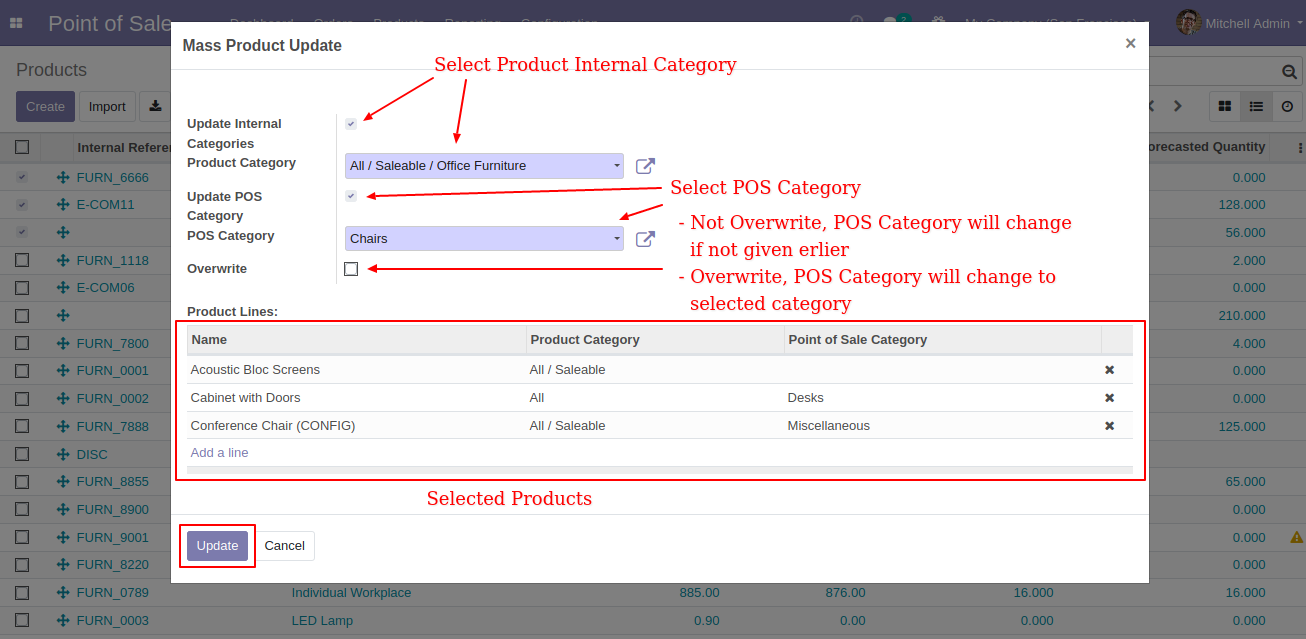 Point of Sale
Mitchell Admin
Mass Product Update
×
Products
Select Product Internal Category
Create
Import
Update Internal
Categories
Product Category
All / Saleable / Office Furniture
Internal Refere
orecasted Quantity
FURN_6666
0.000
Update POS
Category
Select POS Category
E-COM11
128.000
POS Category
Chairs
- Not Overwrite, POS Category will change
if not given erlier
56.000
FURN_1118
2.000
Overwrite
- Overwrite, POS Category will change to
selected category
E-COM06
0.000
Product Lines:
210.000
Name Product Category Point of Sale Category
FURN_7800
4.000
Acoustic Bloc Screens All / Saleable
FURN_0001
0.000
Cabinet with Doors All Desks
FURN_0002
0.000
Conference Chair (CONFIG) All / Saleable Miscellaneous
FURN_7888
125.000
Add a line
DISC
FURN_8855
65.000
Selected Products
FURN_8900
0.000
Update
Cancel
FURN_9001
0.000
FURN_8220
0.000
FURN_0789 Individual Workplace 885.00 876.00 16.000 16.000
FURN_0003 LED Lamp 0.90 0.00 0.000 0.000